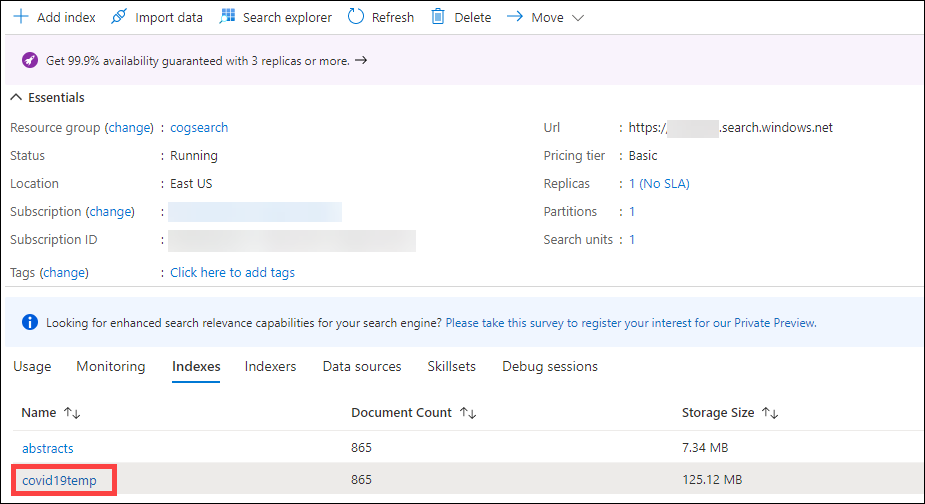 Add index Import data Search explorer Refresh Delete Move
Get 99.9% availability guaranteed with 3 replicas or more.
Essentials
Resource group (change) : cogsearch Url : https:/ .search.windows.net
Status : Running Pricing tier : Basic
Location : East US Replicas : 1 (No SLA)
Subscription (change) : Partitions : 1
Subscription ID : Search units : 1
Tags (change) : Click here to add tags
Looking for enhanced search relevance capabilities for your search engine? Please take this survey to register your interest for our Private Preview.
Usage Monitoring Indexes Indexers Data sources Skillsets Debug sessions
Name Document Count Storage Size
abstracts 865 7.34 MB
covid19temp 865 125.12 MB